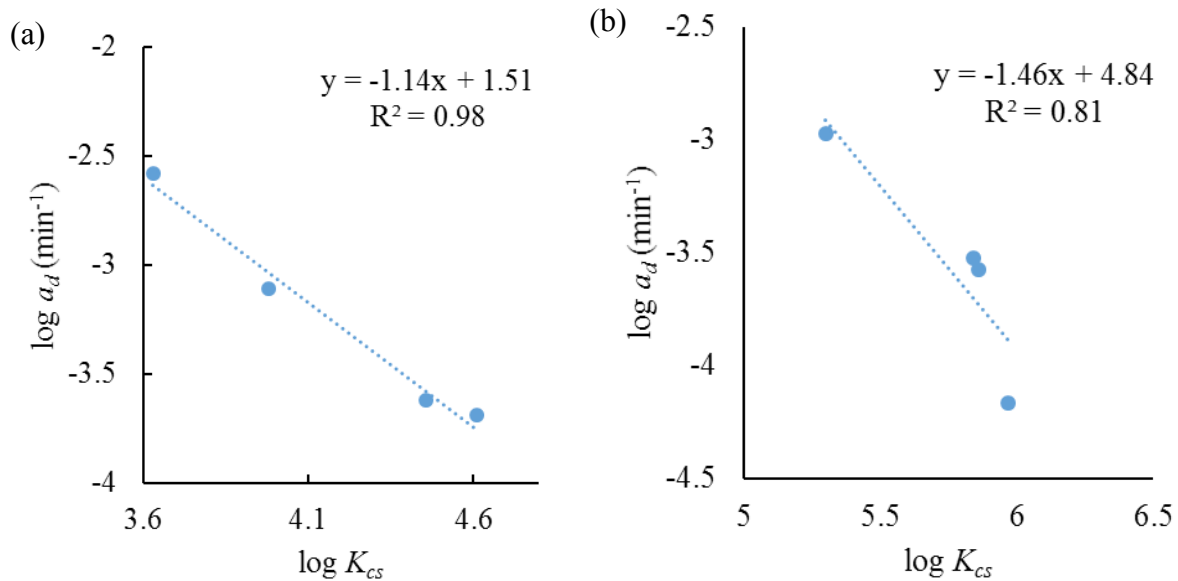 (a)
y = -1.14x + 1.51
R² = 0.98
-2
-2.5
-3
-3.5
-4
log a_d (min⁻¹)
3.6
4.1
4.6
log K_cs
(b)
y = -1.46x + 4.84
R² = 0.81
-2.5
-3
-3.5
-4
-4.5
log a_d (min⁻¹)
5
5.5
6
6.5
log K_cs